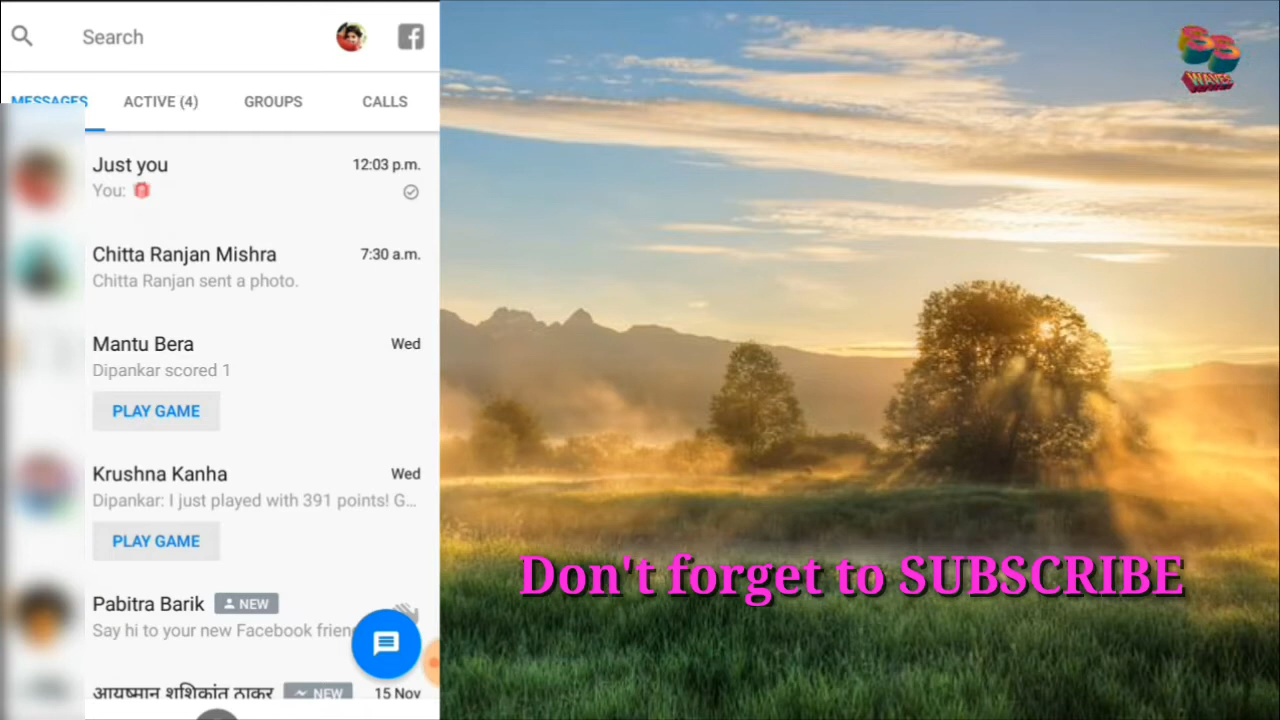 Search
MESSAGES
ACTIVE (4)
GROUPS
CALLS
Just you
12:03 p.m.
You:
Chitta Ranjan Mishra
7:30 a.m.
Chitta Ranjan sent a photo.
Mantu Bera
Wed
Dipankar scored 1
PLAY GAME
Krushna Kanha
Wed
Dipankar: I just played with 391 points! G...
PLAY GAME
Pabitra Barik
NEW
Say hi to your new Facebook frien
आयुष्मान शशिकांत ठाकुर
NEW
15 Nov
WAVES
Don't forget to SUBSCRIBE